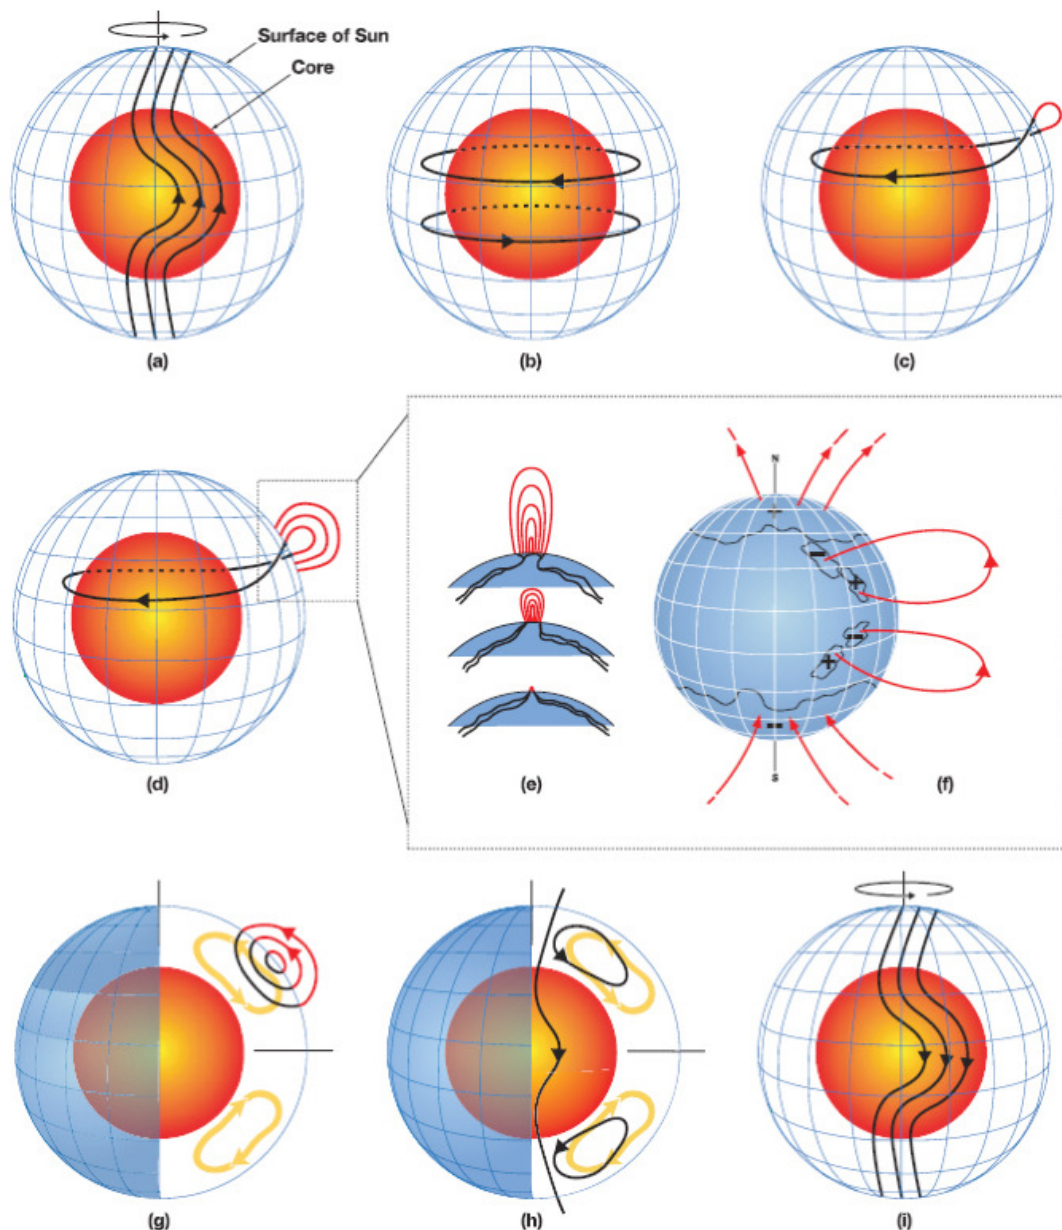 Surface of Sun
Core
(a)
(b)
(c)
(d)
(e)
N
+
−
+
−
+
--
S
(f)
(g)
(h)
(i)